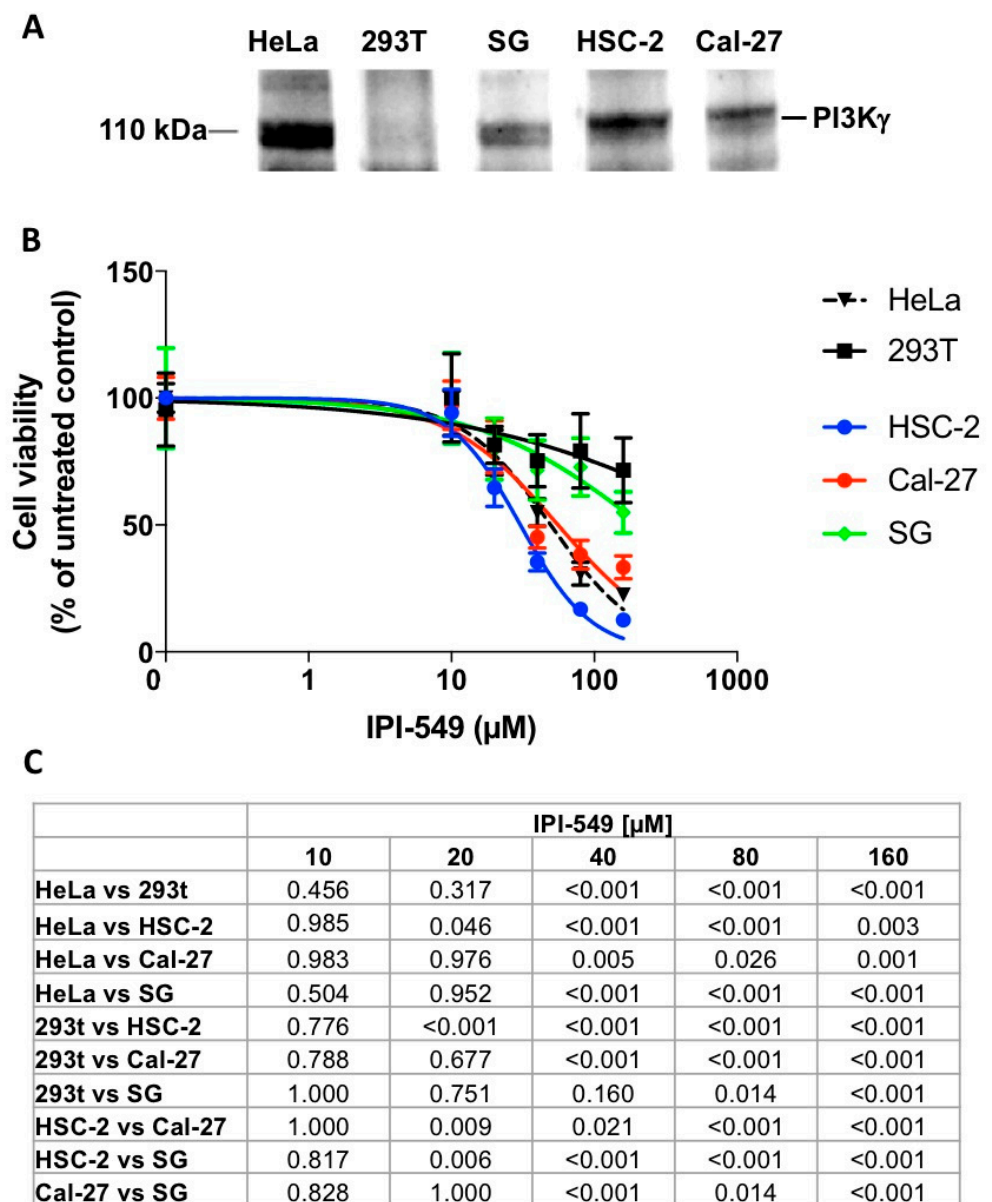 A
HeLa 293T SG HSC-2 Cal-27
110 kDa
PI3Kγ
B
150
100
50
0
Cell viability
(% of untreated control)
0 1 10 100 1000
IPI-549 (µM)
HeLa
293T
HSC-2
Cal-27
SG
C
IPI-549 [µM]
10 20 40 80 160
HeLa vs 293t 0.456 0.317 <0.001 <0.001 <0.001
HeLa vs HSC-2 0.985 0.046 <0.001 <0.001 0.003
HeLa vs Cal-27 0.983 0.976 0.005 0.026 0.001
HeLa vs SG 0.504 0.952 <0.001 <0.001 <0.001
293t vs HSC-2 0.776 <0.001 <0.001 <0.001 <0.001
293t vs Cal-27 0.788 0.677 <0.001 <0.001 <0.001
293t vs SG 1.000 0.751 0.160 0.014 <0.001
HSC-2 vs Cal-27 1.000 0.009 0.021 <0.001 <0.001
HSC-2 vs SG 0.817 0.006 <0.001 <0.001 <0.001
Cal-27 vs SG 0.828 1.000 <0.001 0.014 <0.001